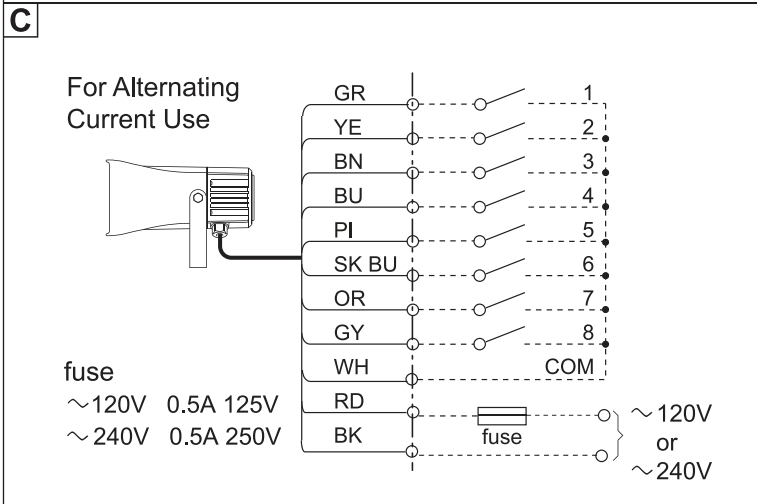 C
For Alternating
Current Use
GR 1
YE 2
BN 3
BU 4
PI 5
SK BU 6
OR 7
GY 8
WH COM
RD
BK
fuse
fuse
~120V 0.5A 125V
~240V 0.5A 250V
~120V
or
~240V